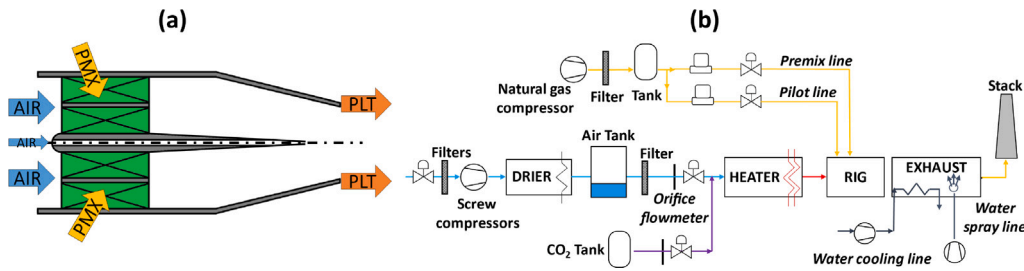 (a)
PMX
AIR
AIR
AIR
PMX
PLT
PLT
(b)
Natural gas
compressor
Filter
Tank
Premix line
Pilot line
Stack
Filters
Screw
compressors
DRIER
Air Tank
Filter
Orifice
flowmeter
HEATER
RIG
EXHAUST
Water
spray line
CO₂ Tank
Water cooling line